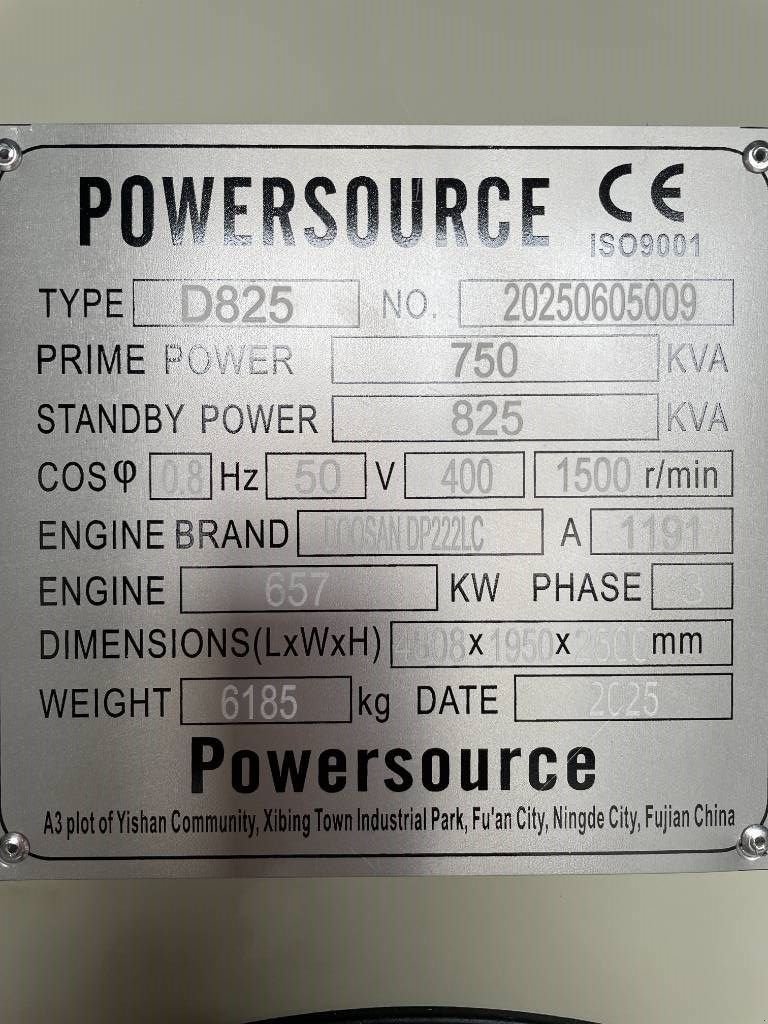 POWERSOURCE CE
ISO9001
TYPE D825 NO. 20250605009
PRIME POWER 750 KVA
STANDBY POWER 825 KVA
COSφ 0.8 Hz 50 V 400 1500 r/min
ENGINE BRAND DOOSAN DP222LC A 1191
ENGINE 657 KW PHASE 3
DIMENSIONS(LxWxH) x 1950 x mm
WEIGHT 6185 kg DATE 2025
Powersource
A3 plot of Yishan Community, Xibing Town Industrial Park, Fu'an City, Ningde City, Fujian China